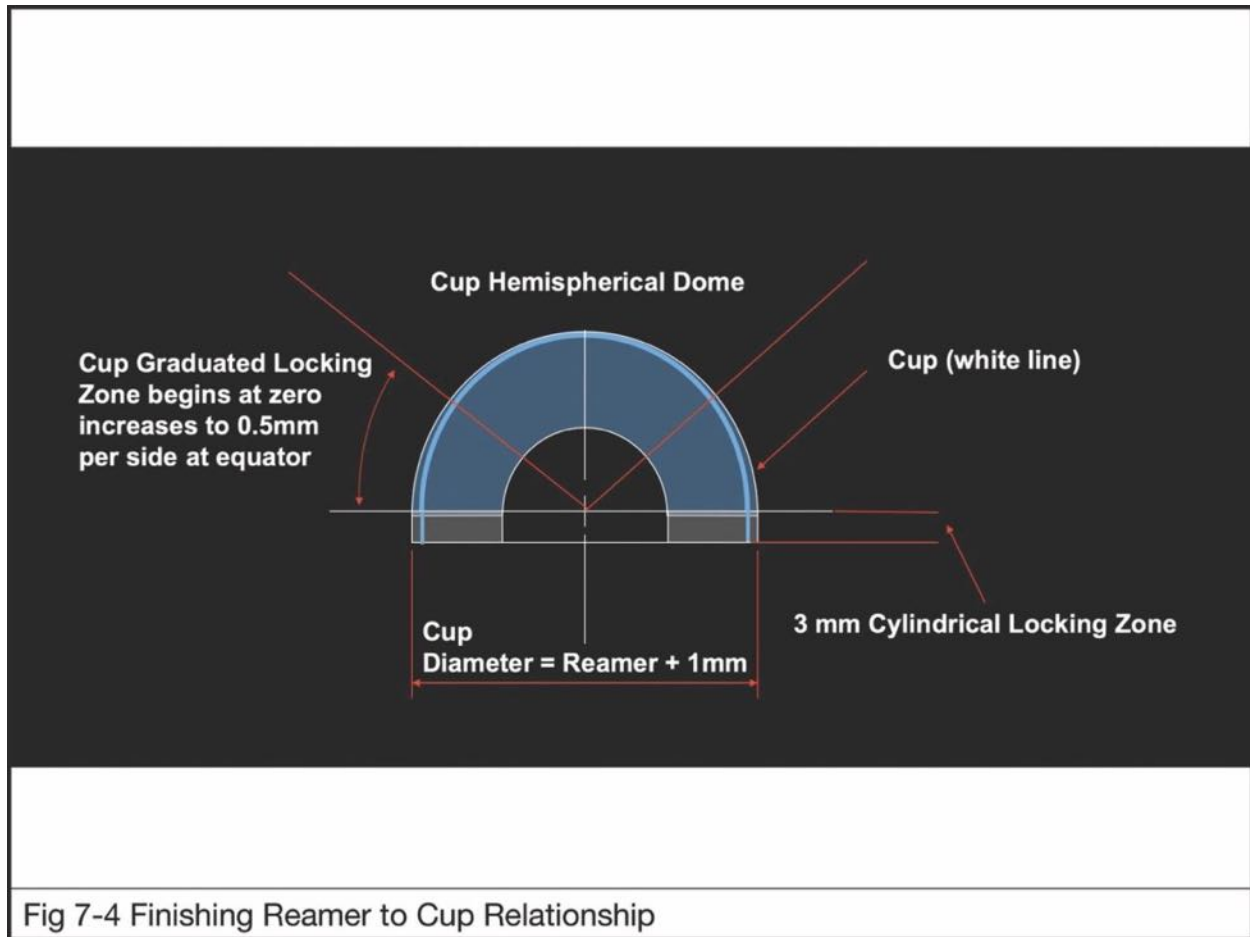 Cup Hemispherical Dome
Cup Graduated Locking
Zone begins at zero
increases to 0.5mm
per side at equator
Cup (white line)
3 mm Cylindrical Locking Zone
Cup
Diameter = Reamer + 1mm
Fig 7-4 Finishing Reamer to Cup Relationship